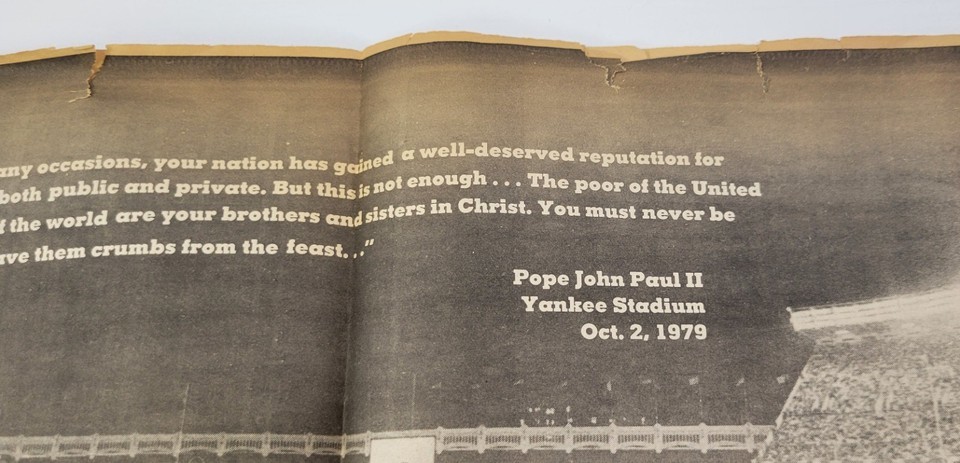 any occasions, your nation has gained a well-deserved reputation for
both public and private. But this is not enough . . . The poor of the United
f the world are your brothers and sisters in Christ. You must never be
ave them crumbs from the feast. . ."
Pope John Paul II
Yankee Stadium
Oct. 2, 1979